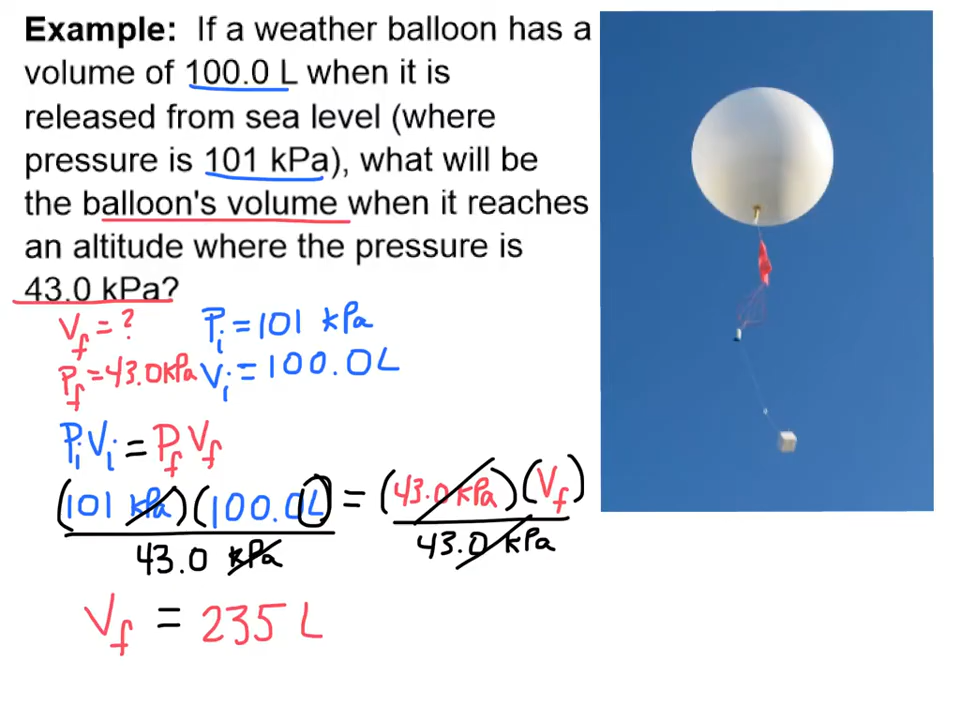 Example: If a weather balloon has a
volume of 100.0 L when it is
released from sea level (where
pressure is 101 kPa), what will be
the balloon's volume when it reaches
an altitude where the pressure is
43.0 kPa?
Vf = ? Pi = 101 kPa
Pf = 43.0 kPa Vi = 100.0 L
PiVi = PfVf
(101 kPa)(100.0 L) = (43.0 kPa)(Vf)
43.0 kPa 43.0 kPa
Vf = 235 L